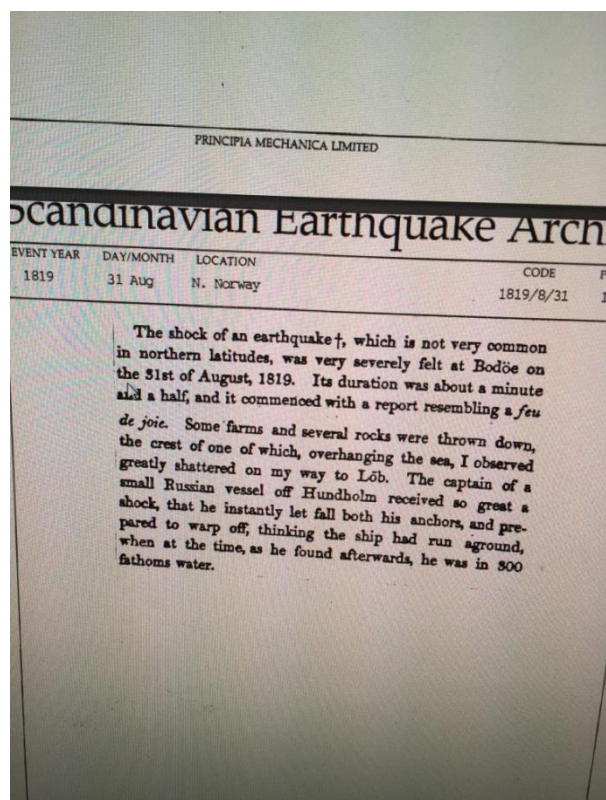 PRINCIPIA MECHANICA LIMITED
Scandinavian Earthquake Arch
EVENT YEAR DAY/MONTH LOCATION CODE P
1819 31 Aug N. Norway 1819/8/31 1
The shock of an earthquake†, which is not very common
in northern latitudes, was very severely felt at Bodöe on
the 31st of August, 1819. Its duration was about a minute
and a half, and it commenced with a report resembling a feu
de joie. Some farms and several rocks were thrown down,
the crest of one of which, overhanging the sea, I observed
greatly shattered on my way to Löb. The captain of a
small Russian vessel off Hundholm received so great a
shock, that he instantly let fall both his anchors, and pre-
pared to warp off, thinking the ship had run aground,
when at the time, as he found afterwards, he was in 300
fathoms water.